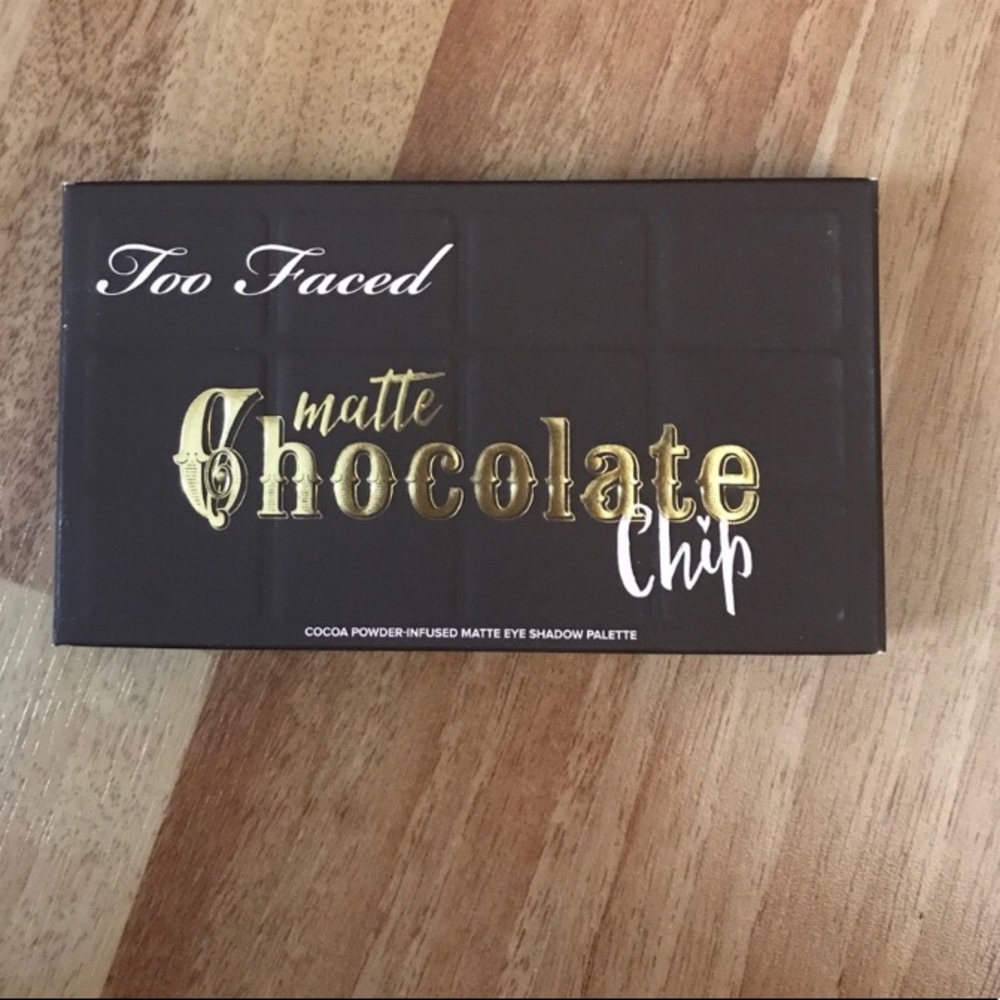 Too Faced
matte
Chocolate
Chip
COCOA POWDER-INFUSED MATTE EYE SHADOW PALETTE